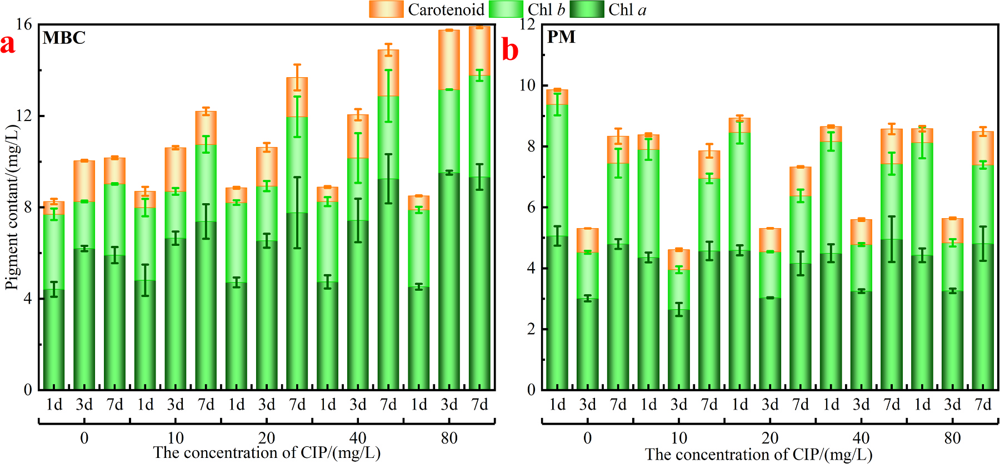 Carotenoid Chl b Chl a
a
MBC
Pigment contant/(mg/L)
16
12
8
4
0
1d 3d 7d 1d 3d 7d 1d 3d 7d 1d 3d 7d 1d 3d 7d
0 10 20 40 80
The concentration of CIP/(mg/L)
b
PM
12
10
8
6
4
2
0
1d 3d 7d 1d 3d 7d 1d 3d 7d 1d 3d 7d 1d 3d 7d
0 10 20 40 80
The concentration of CIP/(mg/L)